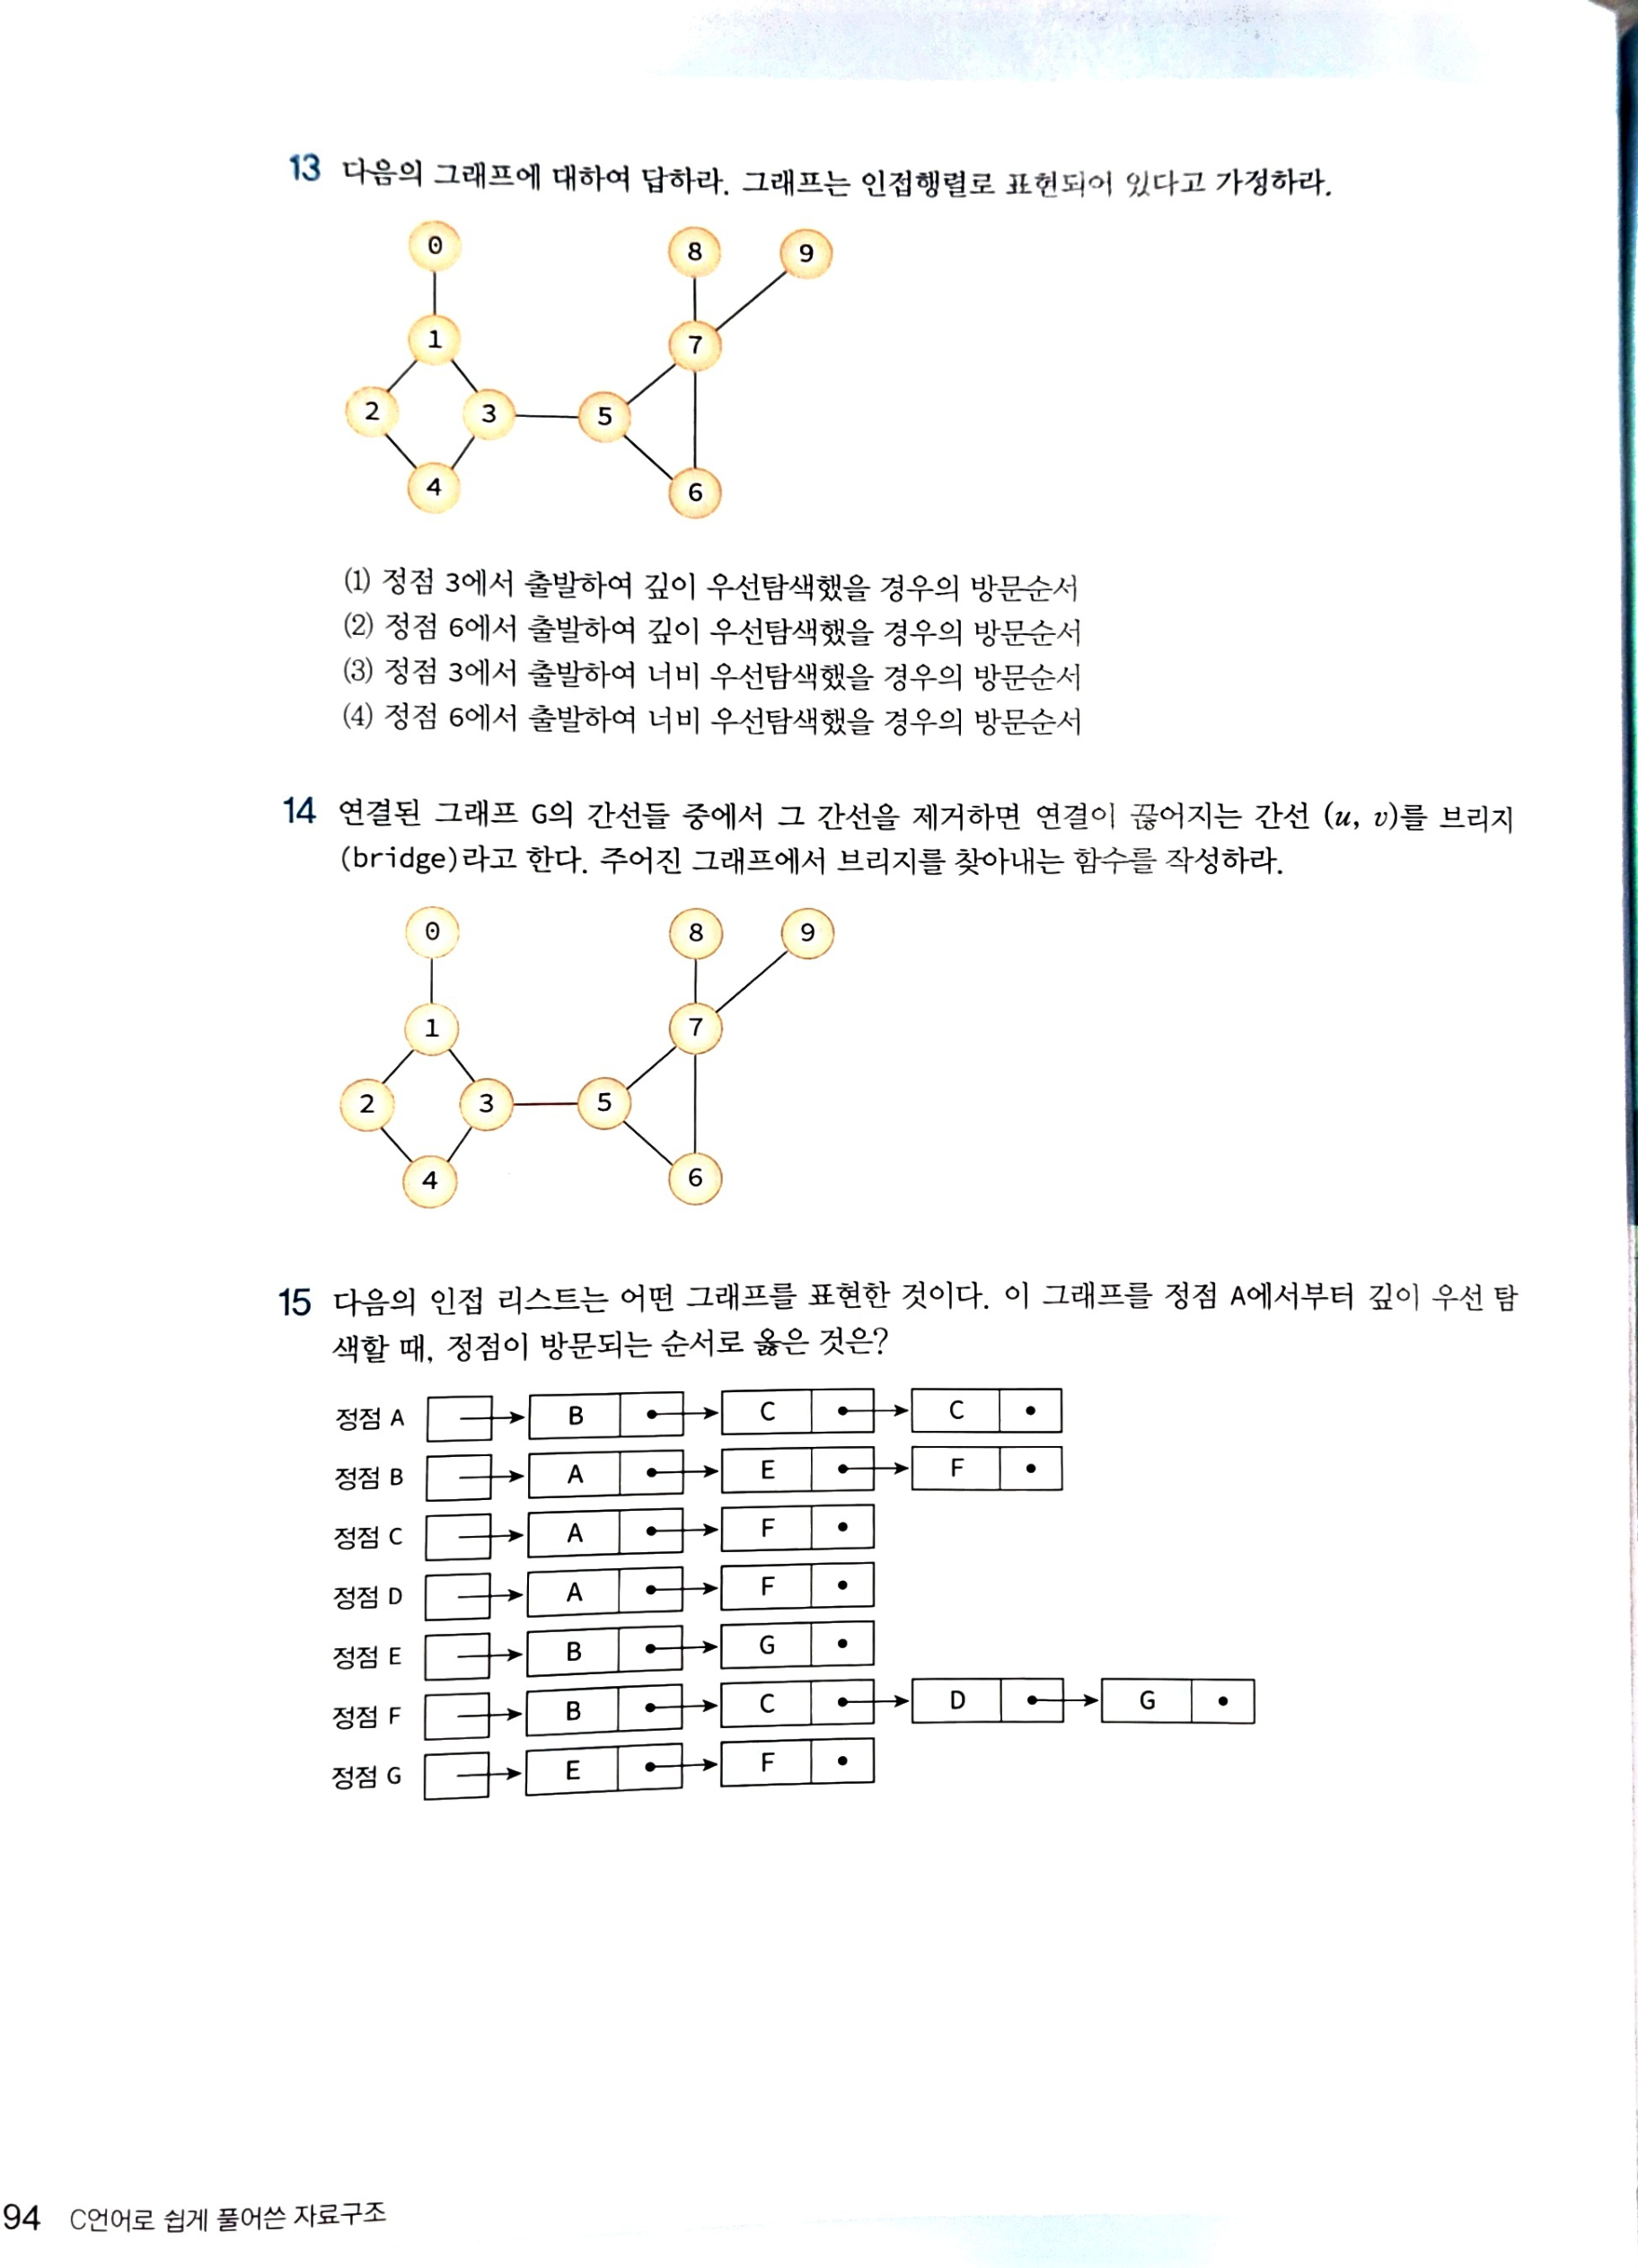 13 다음의 그래프에 대하여 답하라. 그래프는 인접행렬로 표현되어 있다고 가정하라.
0
8
9
1
7
2
3
5
4
6
(1) 정점 3에서 출발하여 깊이 우선탐색했을 경우의 방문순서
(2) 정점 6에서 출발하여 깊이 우선탐색했을 경우의 방문순서
(3) 정점 3에서 출발하여 너비 우선탐색했을 경우의 방문순서
(4) 정점 6에서 출발하여 너비 우선탐색했을 경우의 방문순서
14 연결된 그래프 G의 간선들 중에서 그 간선을 제거하면 연결이 끊어지는 간선 (u, v)를 브리지
(bridge)라고 한다. 주어진 그래프에서 브리지를 찾아내는 함수를 작성하라.
0
8
9
1
7
2
3
5
4
6
15 다음의 인접 리스트는 어떤 그래프를 표현한 것이다. 이 그래프를 정점 A에서부터 깊이 우선 탐
색할 때, 정점이 방문되는 순서로 옳은 것은?
정점 A B C C
정점 B A E F
정점 C A F
정점 D A F
정점 E B G
정점 F B C D G
정점 G E F
94 C언어로 쉽게 풀어쓴 자료구조